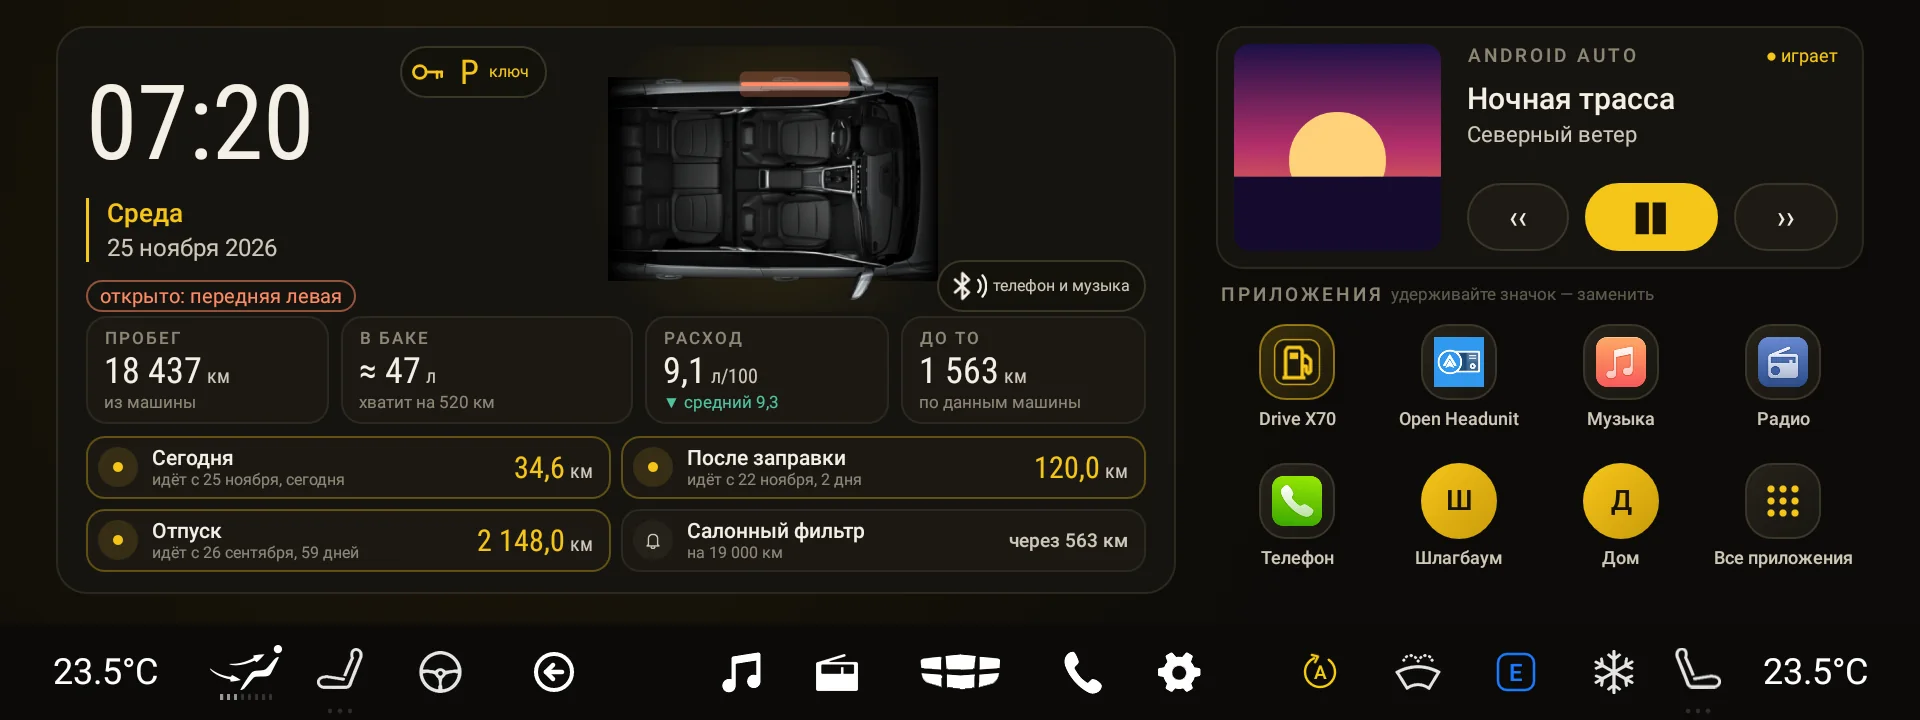 07:20
P ключ
Среда
25 ноября 2026
открыто: передняя левая
телефон и музыка
ПРОБЕГ
18 437 км
из машины
В БАКЕ
≈ 47 л
хватит на 520 км
РАСХОД
9,1 л/100
▼ средний 9,3
ДО ТО
1 563 км
по данным машины
Сегодня
идёт с 25 ноября, сегодня
34,6 км
После заправки
идёт с 22 ноября, 2 дня
120,0 км
Отпуск
идёт с 26 сентября, 59 дней
2 148,0 км
Салонный фильтр
на 19 000 км
через 563 км
ANDROID AUTO
• играет
Ночная трасса
Северный ветер
‹‹
››
ПРИЛОЖЕНИЯ удерживайте значок — заменить
Drive X70
Open Headunit
Музыка
Радио
Ш
Д
Телефон
Шлагбаум
Дом
Все приложения
23.5°C
A
E
23.5°C